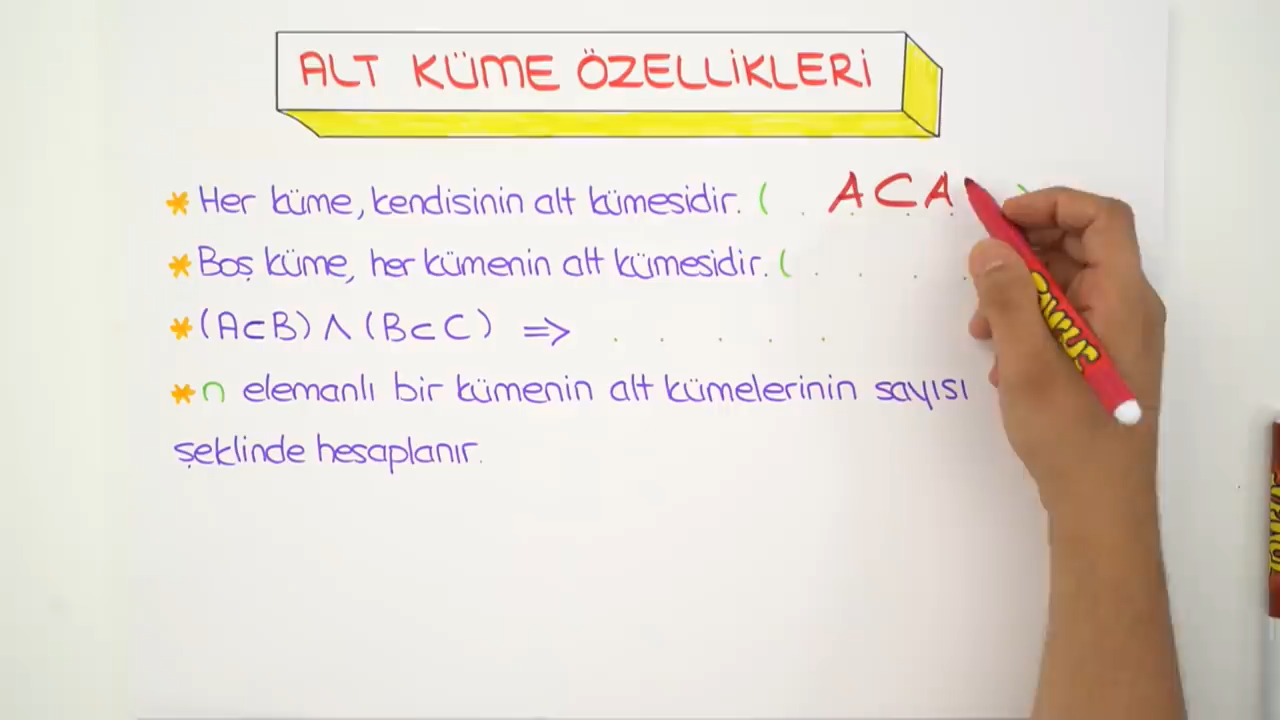 ALT KÜME ÖZELLİKLERİ
* Her küme, kendisinin alt kümesidir. ( . A⊂A )
* Boş küme, her kümenin alt kümesidir. ( . . . .
* (A⊂B) ∧ (B⊂C) ⇒ . . . . .
* n elemanlı bir kümenin alt kümelerinin sayısı
şeklinde hesaplanır.